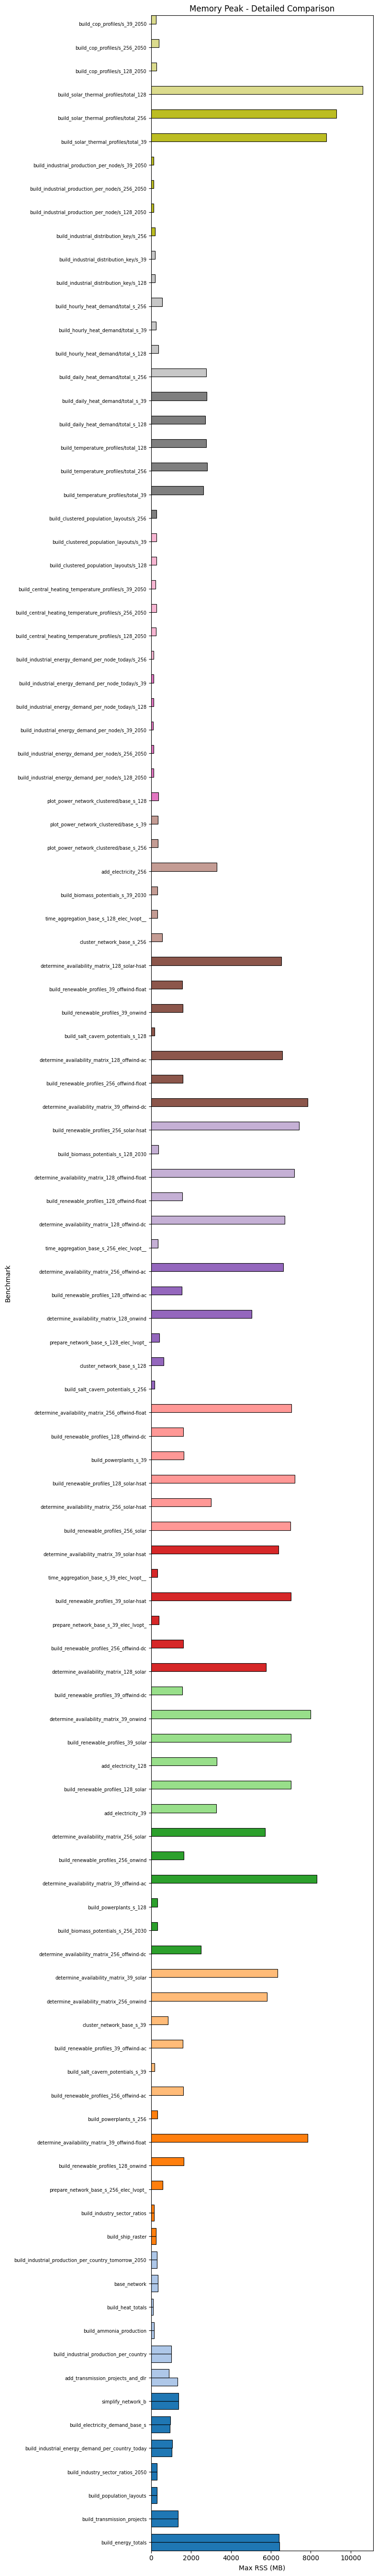 Memory Peak - Detailed Comparison
build_cop_profiles/s_39_2050
build_cop_profiles/s_256_2050
build_cop_profiles/s_128_2050
build_solar_thermal_profiles/total_128
build_solar_thermal_profiles/total_256
build_solar_thermal_profiles/total_39
build_industrial_production_per_node/s_39_2050
build_industrial_production_per_node/s_256_2050
build_industrial_production_per_node/s_128_2050
build_industrial_distribution_key/s_256
build_industrial_distribution_key/s_39
build_industrial_distribution_key/s_128
build_hourly_heat_demand/total_s_256
build_hourly_heat_demand/total_s_39
build_hourly_heat_demand/total_s_128
build_daily_heat_demand/total_s_256
build_daily_heat_demand/total_s_39
build_daily_heat_demand/total_s_128
build_temperature_profiles/total_128
build_temperature_profiles/total_256
build_temperature_profiles/total_39
build_clustered_population_layouts/s_256
build_clustered_population_layouts/s_39
build_clustered_population_layouts/s_128
build_central_heating_temperature_profiles/s_39_2050
build_central_heating_temperature_profiles/s_256_2050
build_central_heating_temperature_profiles/s_128_2050
build_industrial_energy_demand_per_node_today/s_256
build_industrial_energy_demand_per_node_today/s_39
build_industrial_energy_demand_per_node_today/s_128
build_industrial_energy_demand_per_node/s_39_2050
build_industrial_energy_demand_per_node/s_256_2050
build_industrial_energy_demand_per_node/s_128_2050
plot_power_network_clustered/base_s_128
plot_power_network_clustered/base_s_39
plot_power_network_clustered/base_s_256
add_electricity_256
build_biomass_potentials_s_39_2030
time_aggregation_base_s_128_elec_lvopt__
cluster_network_base_s_256
determine_availability_matrix_128_solar-hsat
build_renewable_profiles_39_offwind-float
build_renewable_profiles_39_onwind
build_salt_cavern_potentials_s_128
determine_availability_matrix_128_offwind-ac
build_renewable_profiles_256_offwind-float
determine_availability_matrix_39_offwind-dc
build_renewable_profiles_256_solar-hsat
build_biomass_potentials_s_128_2030
determine_availability_matrix_128_offwind-float
build_renewable_profiles_128_offwind-float
determine_availability_matrix_128_offwind-dc
time_aggregation_base_s_256_elec_lvopt__
determine_availability_matrix_256_offwind-ac
build_renewable_profiles_128_offwind-ac
determine_availability_matrix_128_onwind
prepare_network_base_s_128_elec_lvopt_
cluster_network_base_s_128
build_salt_cavern_potentials_s_256
determine_availability_matrix_256_offwind-float
build_renewable_profiles_128_offwind-dc
build_powerplants_s_39
build_renewable_profiles_128_solar-hsat
determine_availability_matrix_256_solar-hsat
build_renewable_profiles_256_solar
determine_availability_matrix_39_solar-hsat
time_aggregation_base_s_39_elec_lvopt__
build_renewable_profiles_39_solar-hsat
prepare_network_base_s_39_elec_lvopt_
build_renewable_profiles_256_offwind-dc
determine_availability_matrix_128_solar
build_renewable_profiles_39_offwind-dc
determine_availability_matrix_39_onwind
build_renewable_profiles_39_solar
add_electricity_128
build_renewable_profiles_128_solar
add_electricity_39
determine_availability_matrix_256_solar
build_renewable_profiles_256_onwind
determine_availability_matrix_39_offwind-ac
build_powerplants_s_128
build_biomass_potentials_s_256_2030
determine_availability_matrix_256_offwind-dc
determine_availability_matrix_39_solar
determine_availability_matrix_256_onwind
cluster_network_base_s_39
build_renewable_profiles_39_offwind-ac
build_salt_cavern_potentials_s_39
build_renewable_profiles_256_offwind-ac
build_powerplants_s_256
determine_availability_matrix_39_offwind-float
build_renewable_profiles_128_onwind
prepare_network_base_s_256_elec_lvopt_
build_industry_sector_ratios
build_ship_raster
build_industrial_production_per_country_tomorrow_2050
base_network
build_heat_totals
build_ammonia_production
build_industrial_production_per_country
add_transmission_projects_and_dlr
simplify_network_b
build_electricity_demand_base_s
build_industrial_energy_demand_per_country_today
build_industry_sector_ratios_2050
build_population_layouts
build_transmission_projects
build_energy_totals
Benchmark
0 2000 4000 6000 8000 10000
Max RSS (MB)